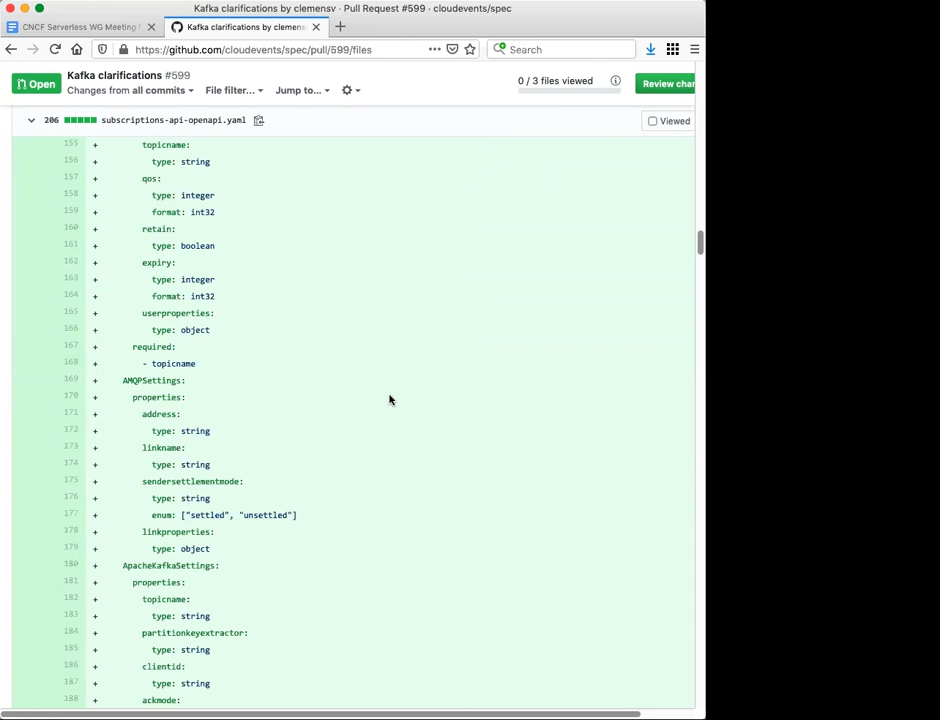 Kafka clarifications by clemensv · Pull Request #599 · cloudevents/spec
CNCF Serverless WG Meeting
Kafka clarifications by clemens
https://github.com/cloudevents/spec/pull/599/files
Search
Open
Kafka clarifications #599
Changes from all commits
File filter...
Jump to...
0 / 3 files viewed
Review chan
206 subscriptions-api-openapi.yaml
Viewed
155 + topicname:
156 + type: string
157 + qos:
158 + type: integer
159 + format: int32
160 + retain:
161 + type: boolean
162 + expiry:
163 + type: integer
164 + format: int32
165 + userproperties:
166 + type: object
167 + required:
168 + - topicname
169 + AMQPSettings:
170 + properties:
171 + address:
172 + type: string
173 + linkname:
174 + type: string
175 + sendersettlementmode:
176 + type: string
177 + enum: ["settled", "unsettled"]
178 + linkproperties:
179 + type: object
180 + ApacheKafkaSettings:
181 + properties:
182 + topicname:
183 + type: string
184 + partitionkeyextractor:
185 + type: string
186 + clientid:
187 + type: string
188 + ackmode: